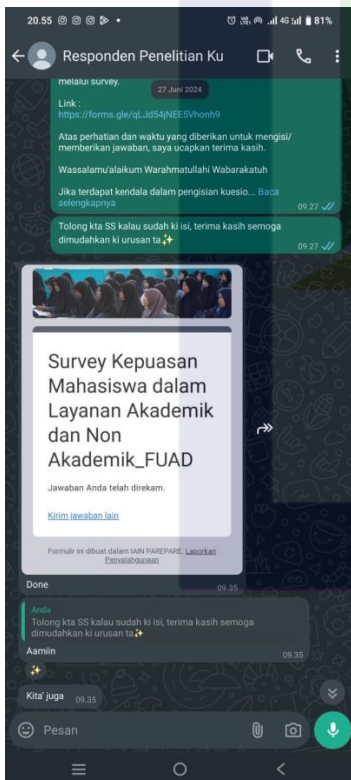 20.55
81%
Responden Penelitian Ku
melalui survey.
27 Juni 2024
Link :
https://forms.gle/qLJd54jNEE5Vhonh9
Atas perhatian dan waktu yang diberikan untuk mengisi/
memberikan jawaban, saya ucapkan terima kasih.
Wassalamu'alaikum Warahmatullahi Wabarakatuh
Jika terdapat kendala dalam pengisian kuesio... Baca
selengkapnya
09.27
Tolong kta SS kalau sudah ki isi, terima kasih semoga
dimudahkan ki urusan ta✨
09.27
Survey Kepuasan
Mahasiswa dalam
Layanan Akademik
dan Non
Akademik_FUAD
Jawaban Anda telah direkam.
Kirim jawaban lain
Formulir ini dibuat dalam IAIN PAREPARE. Laporkan
Penyalahgunaan
Done
09.35
Anda
Tolong kta SS kalau sudah ki isi, terima kasih semoga
dimudahkan ki urusan ta✨
Aamiin
09.35
✨
Kita' juga 09.35
Pesan